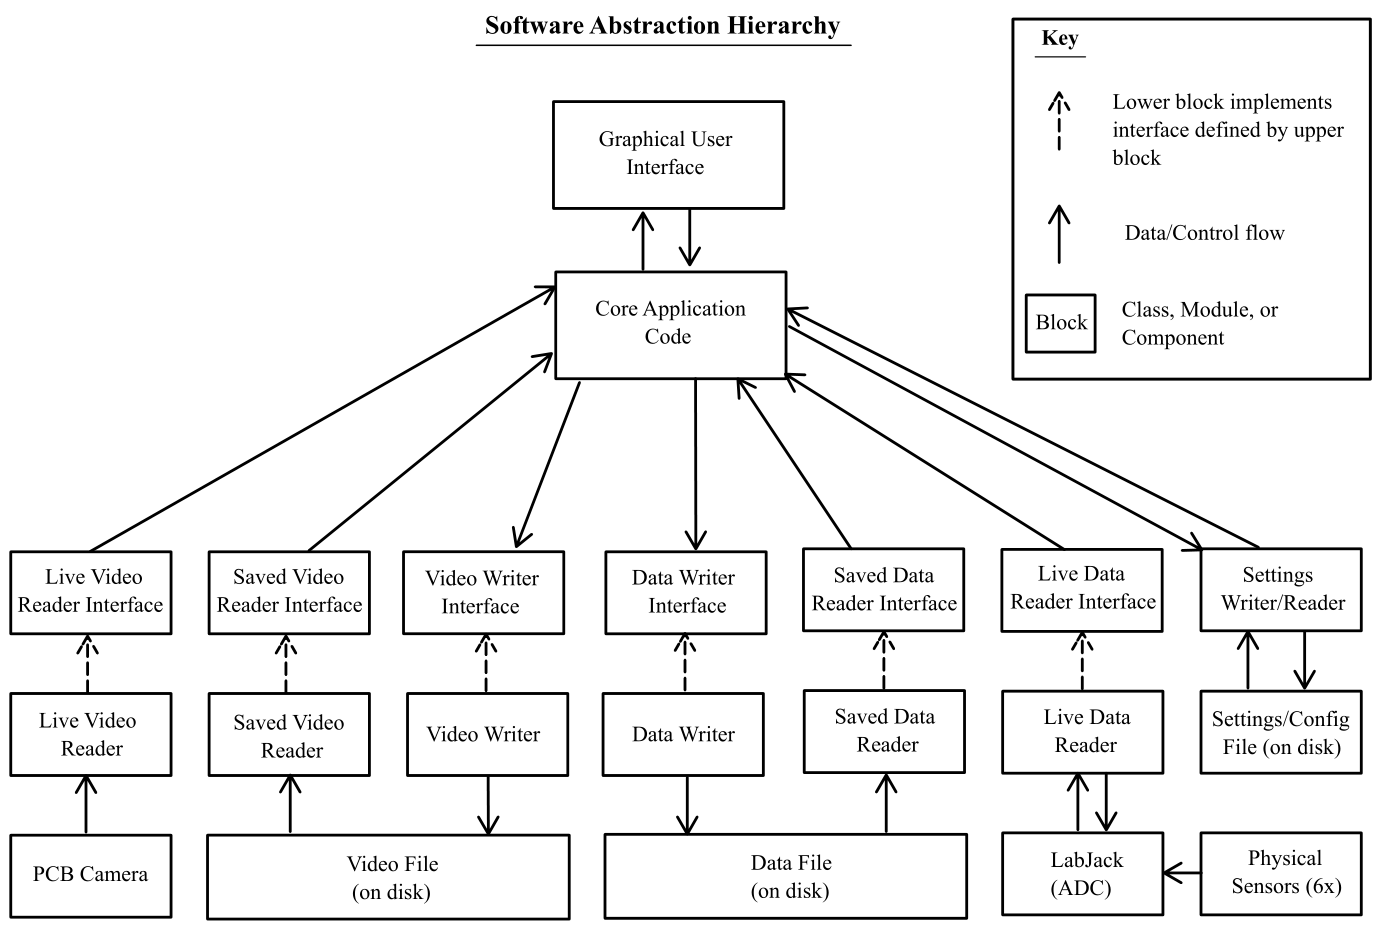 Software Abstraction Hierarchy
Key
Lower block implements
interface defined by upper
block
Data/Control flow
Block
Class, Module, or
Component
Graphical User
Interface
Core Application
Code
Live Video
Reader Interface
Saved Video
Reader Interface
Video Writer
Interface
Data Writer
Interface
Saved Data
Reader Interface
Live Data
Reader Interface
Settings
Writer/Reader
Live Video
Reader
Saved Video
Reader
Video Writer
Data Writer
Saved Data
Reader
Live Data
Reader
Settings/Config
File (on disk)
PCB Camera
Video File
(on disk)
Data File
(on disk)
LabJack
(ADC)
Physical
Sensors (6x)